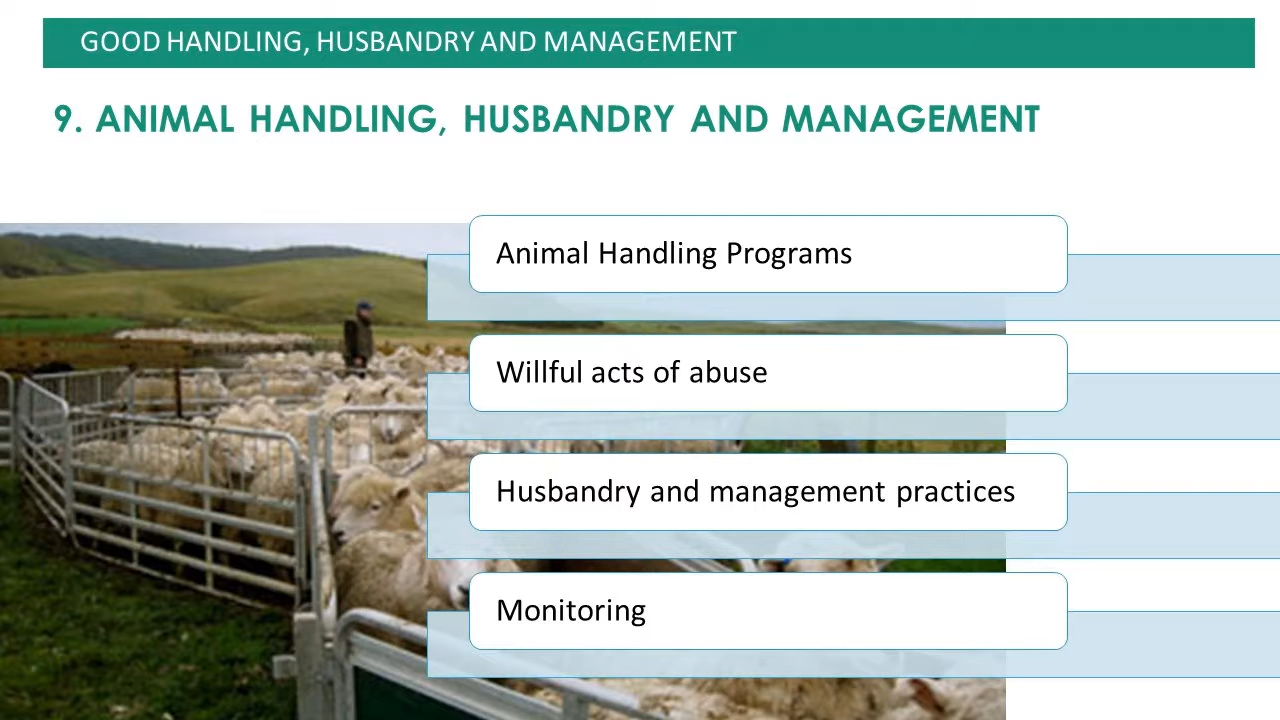 GOOD HANDLING, HUSBANDRY AND MANAGEMENT
9. ANIMAL HANDLING, HUSBANDRY AND MANAGEMENT
Animal Handling Programs
Willful acts of abuse
Husbandry and management practices
Monitoring